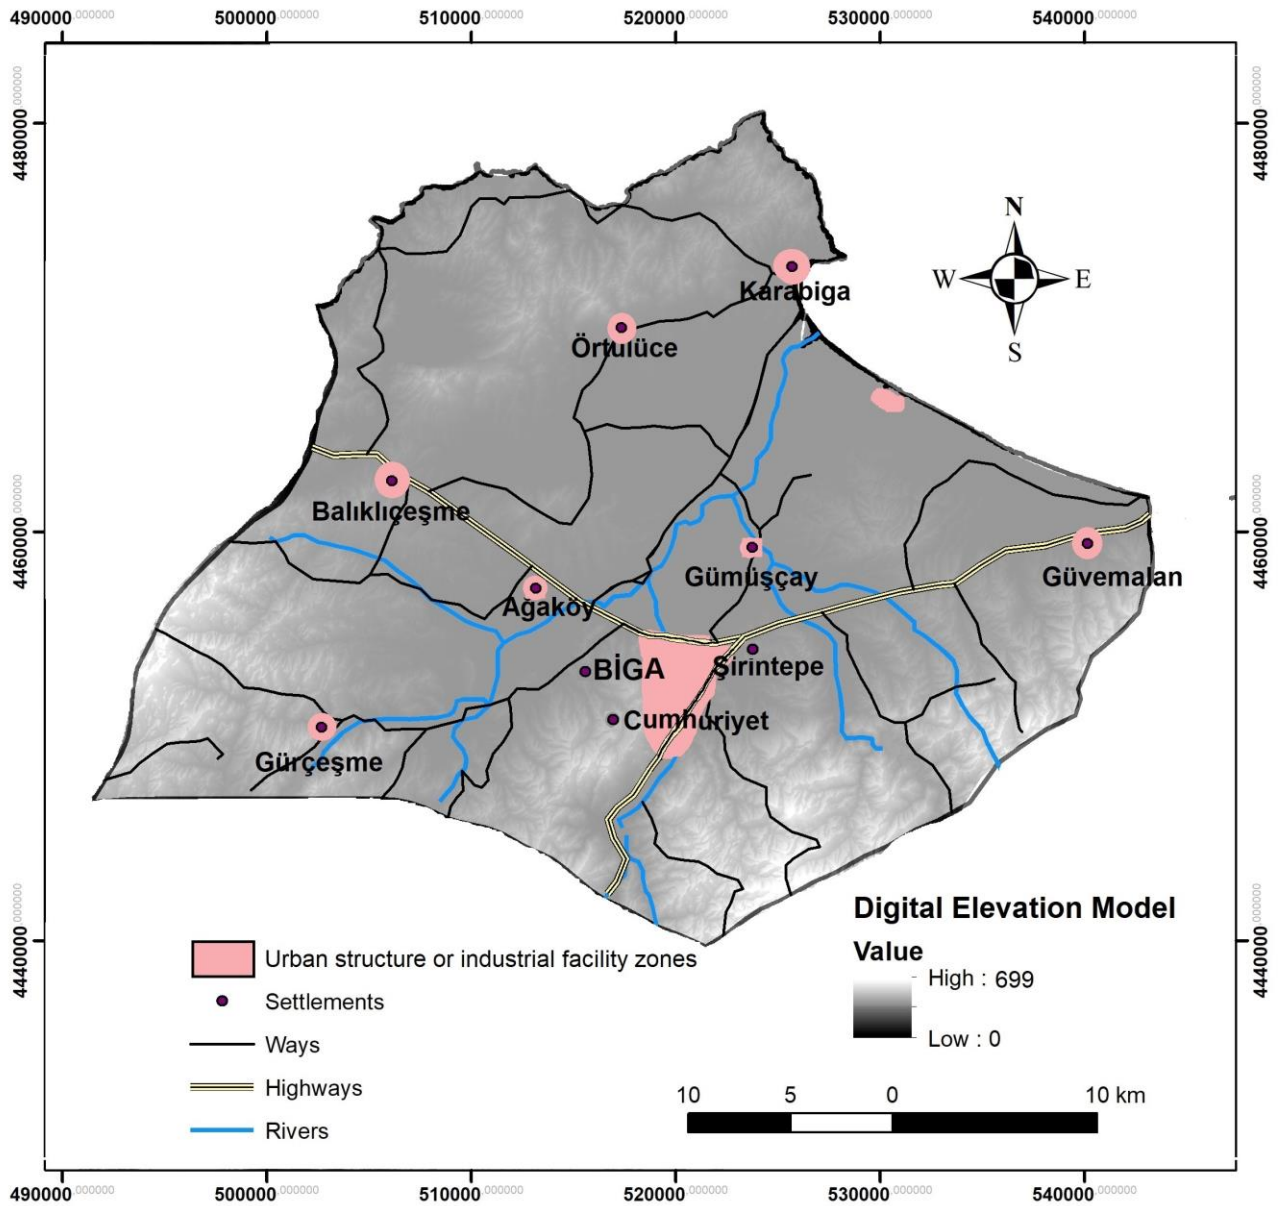 490000.000000 500000.000000 510000.000000 520000.000000 530000.000000 540000.000000
4480000.000000
4480000.000000
N
W E
S
Karabiga
Örtülüce
Balıklıçeşme
4460000.000000
4460000.000000
Gümüşçay
Güvemalan
Ağaköy
BİGA
Şirintepe
Cumhuriyet
Gürçeşme
Digital Elevation Model
Value
High : 699
Low : 0
4440000.000000
4440000.000000
Urban structure or industrial facility zones
Settlements
Ways
Highways
Rivers
10 5 0 10 km
490000.000000 500000.000000 510000.000000 520000.000000 530000.000000 540000.000000